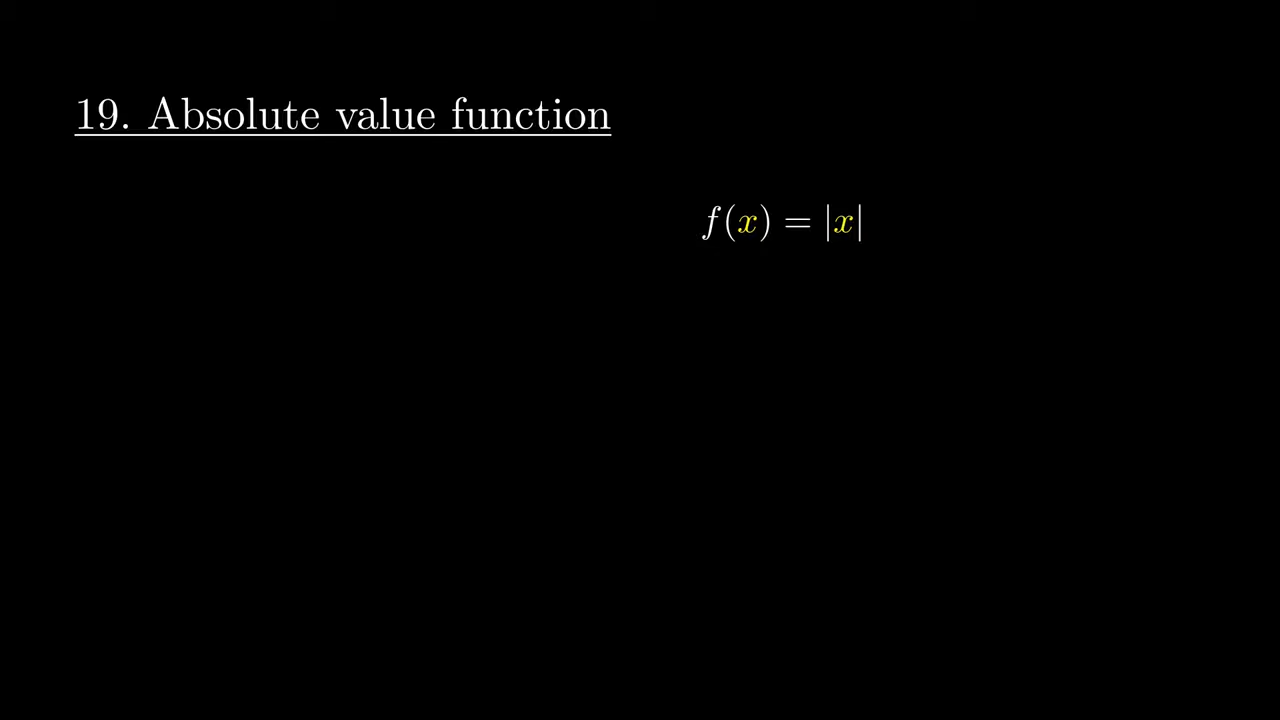 19. Absolute value function
f(x) = |x|